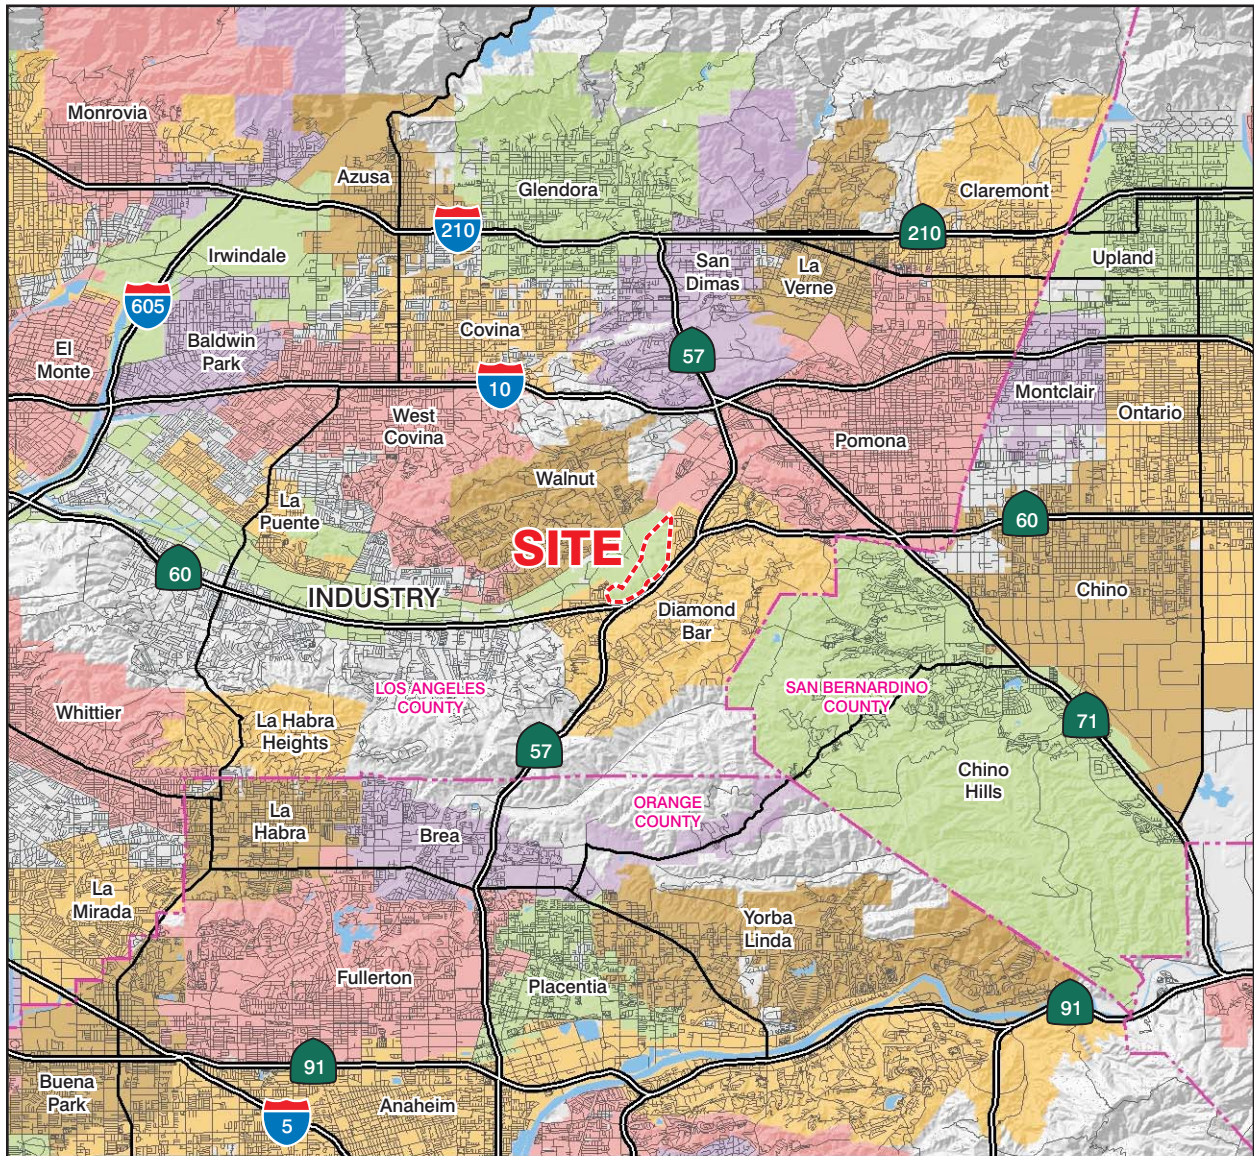 Monrovia
Azusa
Glendora
Claremont
210
210
Irwindale
San
Dimas
La
Verne
Upland
605
El
Monte
Baldwin
Park
Covina
57
10
Montclair
Ontario
West
Covina
Pomona
Walnut
La
Puente
SITE
60
60
INDUSTRY
Diamond
Bar
Chino
LOS ANGELES
COUNTY
SAN BERNARDINO
COUNTY
Whittier
La Habra
Heights
57
71
Chino
Hills
ORANGE
COUNTY
La
Habra
Brea
La
Mirada
Yorba
Linda
Fullerton
Placentia
91
91
Buena
Park
Anaheim
5